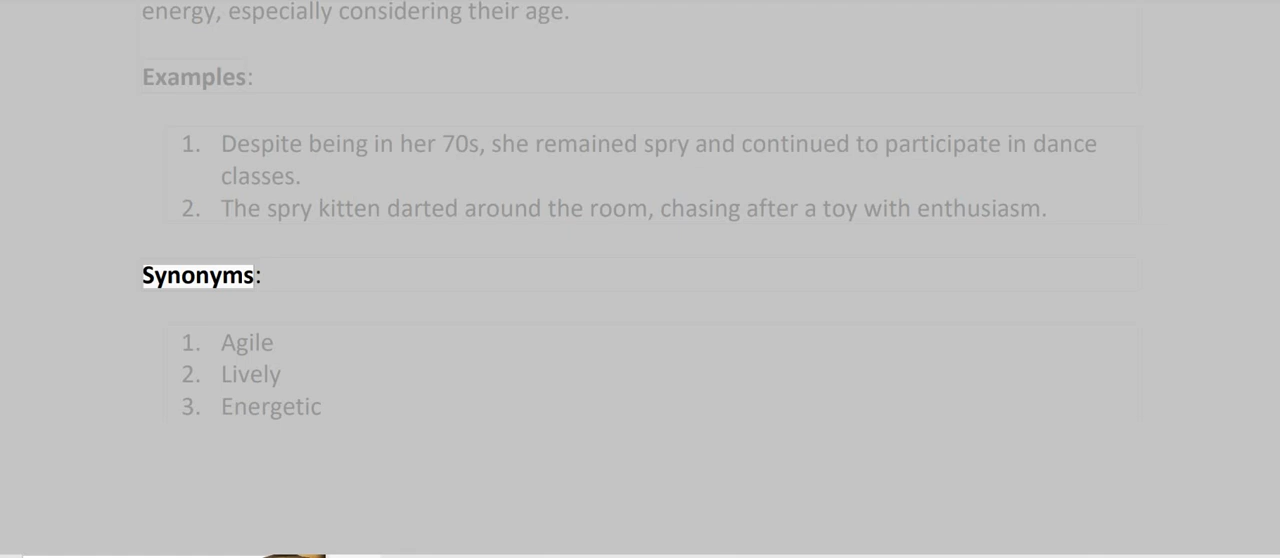 energy, especially considering their age.
Examples:
1. Despite being in her 70s, she remained spry and continued to participate in dance
classes.
2. The spry kitten darted around the room, chasing after a toy with enthusiasm.
Synonyms:
1. Agile
2. Lively
3. Energetic